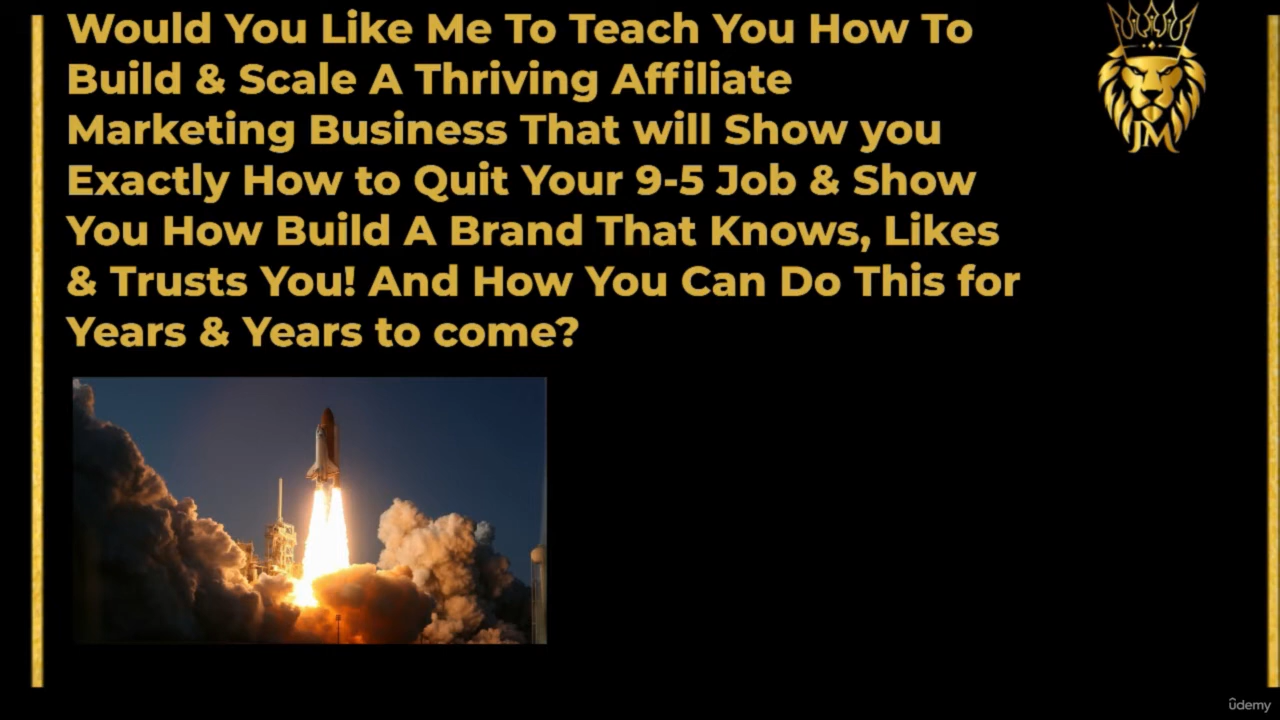 Would You Like Me To Teach You How To
Build & Scale A Thriving Affiliate
Marketing Business That will Show you
Exactly How to Quit Your 9-5 Job & Show
You How Build A Brand That Knows, Likes
& Trusts You! And How You Can Do This for
Years & Years to come?
JM
ûdemy